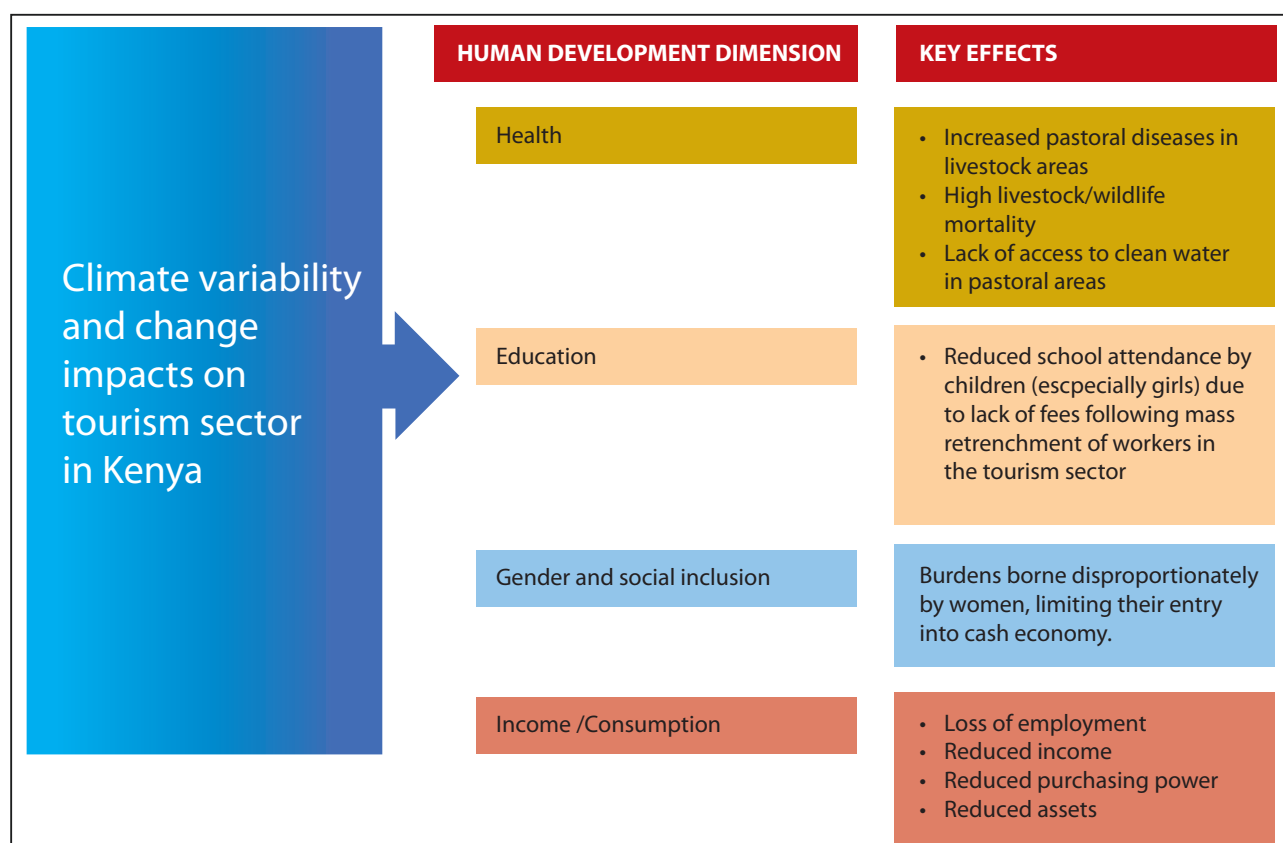 Climate variability
and change
impacts on
tourism sector
in Kenya
HUMAN DEVELOPMENT DIMENSION
KEY EFFECTS
Health
• Increased pastoral diseases in
livestock areas
• High livestock/wildlife
mortality
• Lack of access to clean water
in pastoral areas
Education
• Reduced school attendance by
children (escpecially girls) due
to lack of fees following mass
retrenchment of workers in
the tourism sector
Gender and social inclusion
Burdens borne disproportionately
by women, limiting their entry
into cash economy.
Income /Consumption
• Loss of employment
• Reduced income
• Reduced purchasing power
• Reduced assets